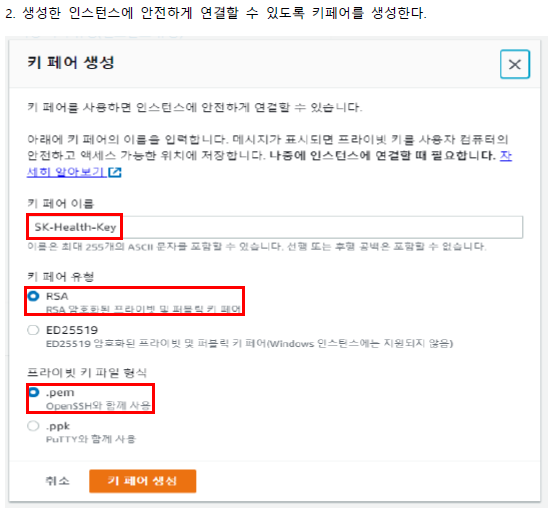 2. 생성한 인스턴스에 안전하게 연결할 수 있도록 키페어를 생성한다.
키 페어 생성
키 페어를 사용하면 인스턴스에 안전하게 연결할 수 있습니다.
아래에 키 페어의 이름을 입력합니다. 메시지가 표시되면 프라이빗 키를 사용자 컴퓨터의
안전하고 액세스 가능한 위치에 저장합니다. 나중에 인스턴스에 연결할 때 필요합니다. 자
세히 알아보기
키 페어 이름
SK-Health-Key
이름은 최대 255개의 ASCII 문자를 포함할 수 있습니다. 선행 또는 후행 공백은 포함할 수 없습니다.
키 페어 유형
RSA
RSA 암호화된 프라이빗 및 퍼블릭 키 페어
ED25519
ED25519 암호화된 프라이빗 및 퍼블릭 키 페어(Windows 인스턴스에는 지원되지 않음)
프라이빗 키 파일 형식
.pem
OpenSSH와 함께 사용
.ppk
PuTTY와 함께 사용
취소 키 페어 생성